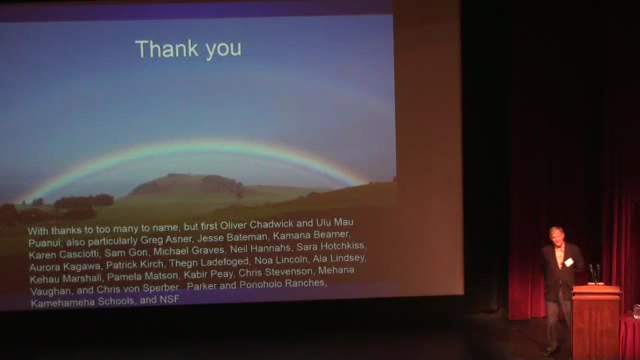 Thank you
With thanks to too many to name, but first Oliver Chadwick and Ulu Mau
Puanui; also particularly Greg Asner, Jesse Bateman, Kamana Beamer,
Karen Casciotti, Sam Gon, Michael Graves, Neil Hannahs, Sara Hotchkiss,
Aurora Kagawa, Patrick Kirch, Thegn Ladefoged, Noa Lincoln, Ala Lindsey,
Kehau Marshall, Pamela Matson, Kabir Peay, Chris Stevenson, Mehana
Vaughan, and Chris von Sperber. Parker and Ponoholo Ranches,
Kamehameha Schools, and NSF.